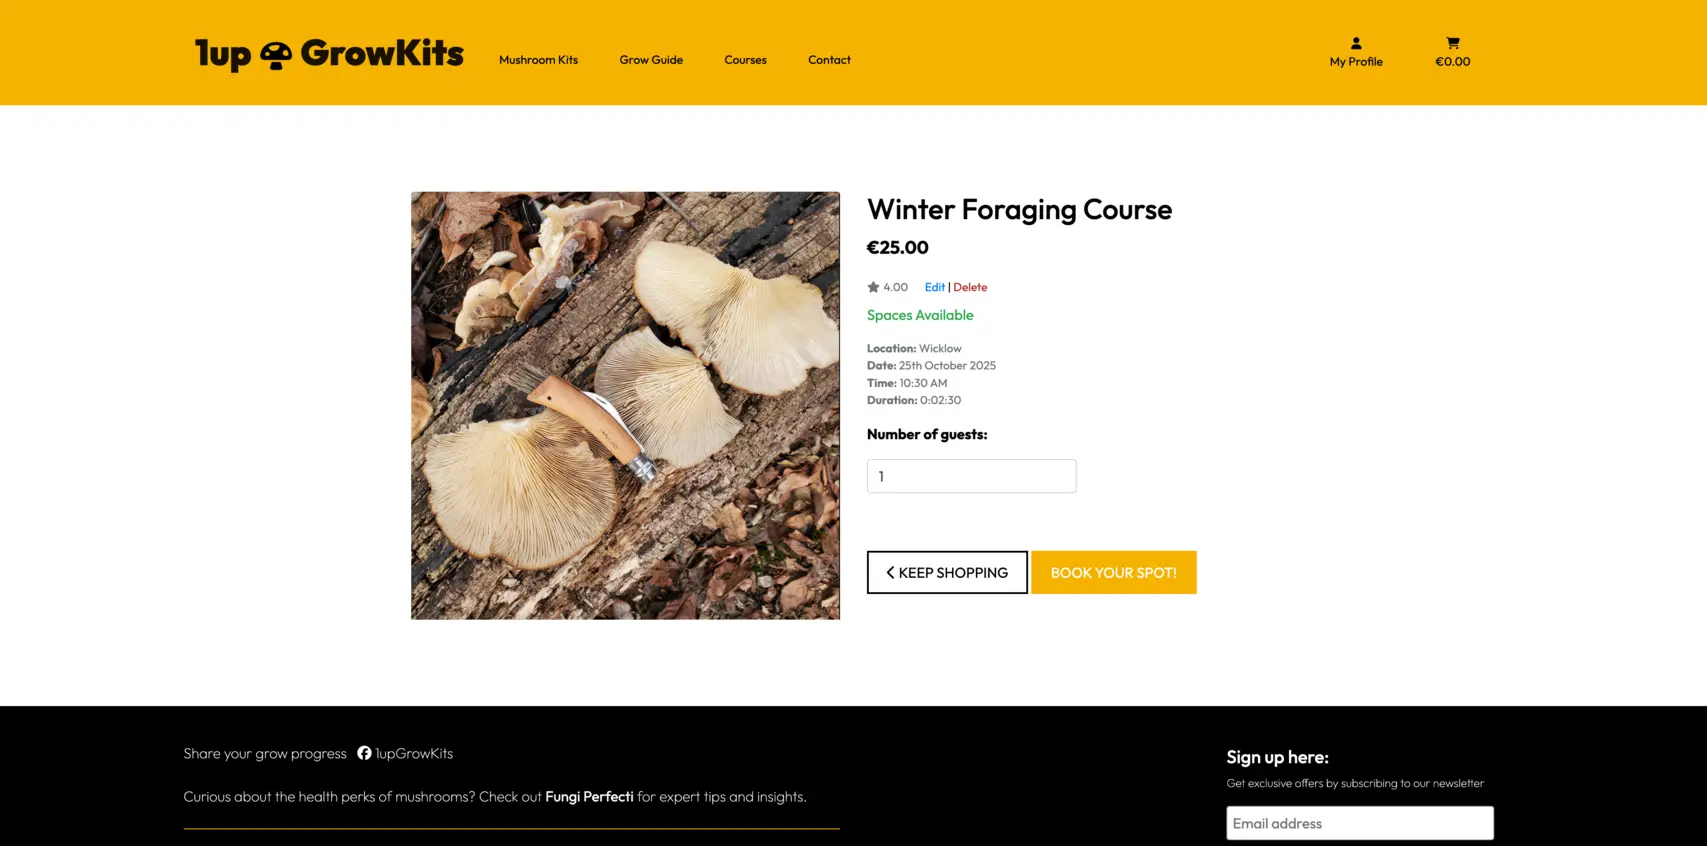 1up GrowKits
Mushroom Kits
Grow Guide
Courses
Contact
My Profile
€0.00
Winter Foraging Course
€25.00
4.00 Edit | Delete
Spaces Available
Location: Wicklow
Date: 25th October 2025
Time: 10:30 AM
Duration: 0:02:30
Number of guests:
1
KEEP SHOPPING
BOOK YOUR SPOT!
Share your grow progress 1upGrowKits
Curious about the health perks of mushrooms? Check out Fungi Perfecti for expert tips and insights.
Sign up here:
Get exclusive offers by subscribing to our newsletter
Email address